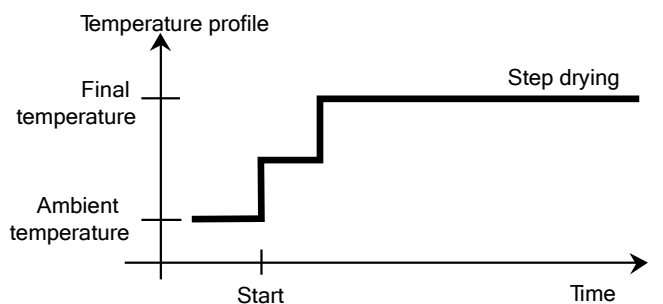 Temperature profile
Final
temperature
Step drying
Ambient
temperature
Start
Time